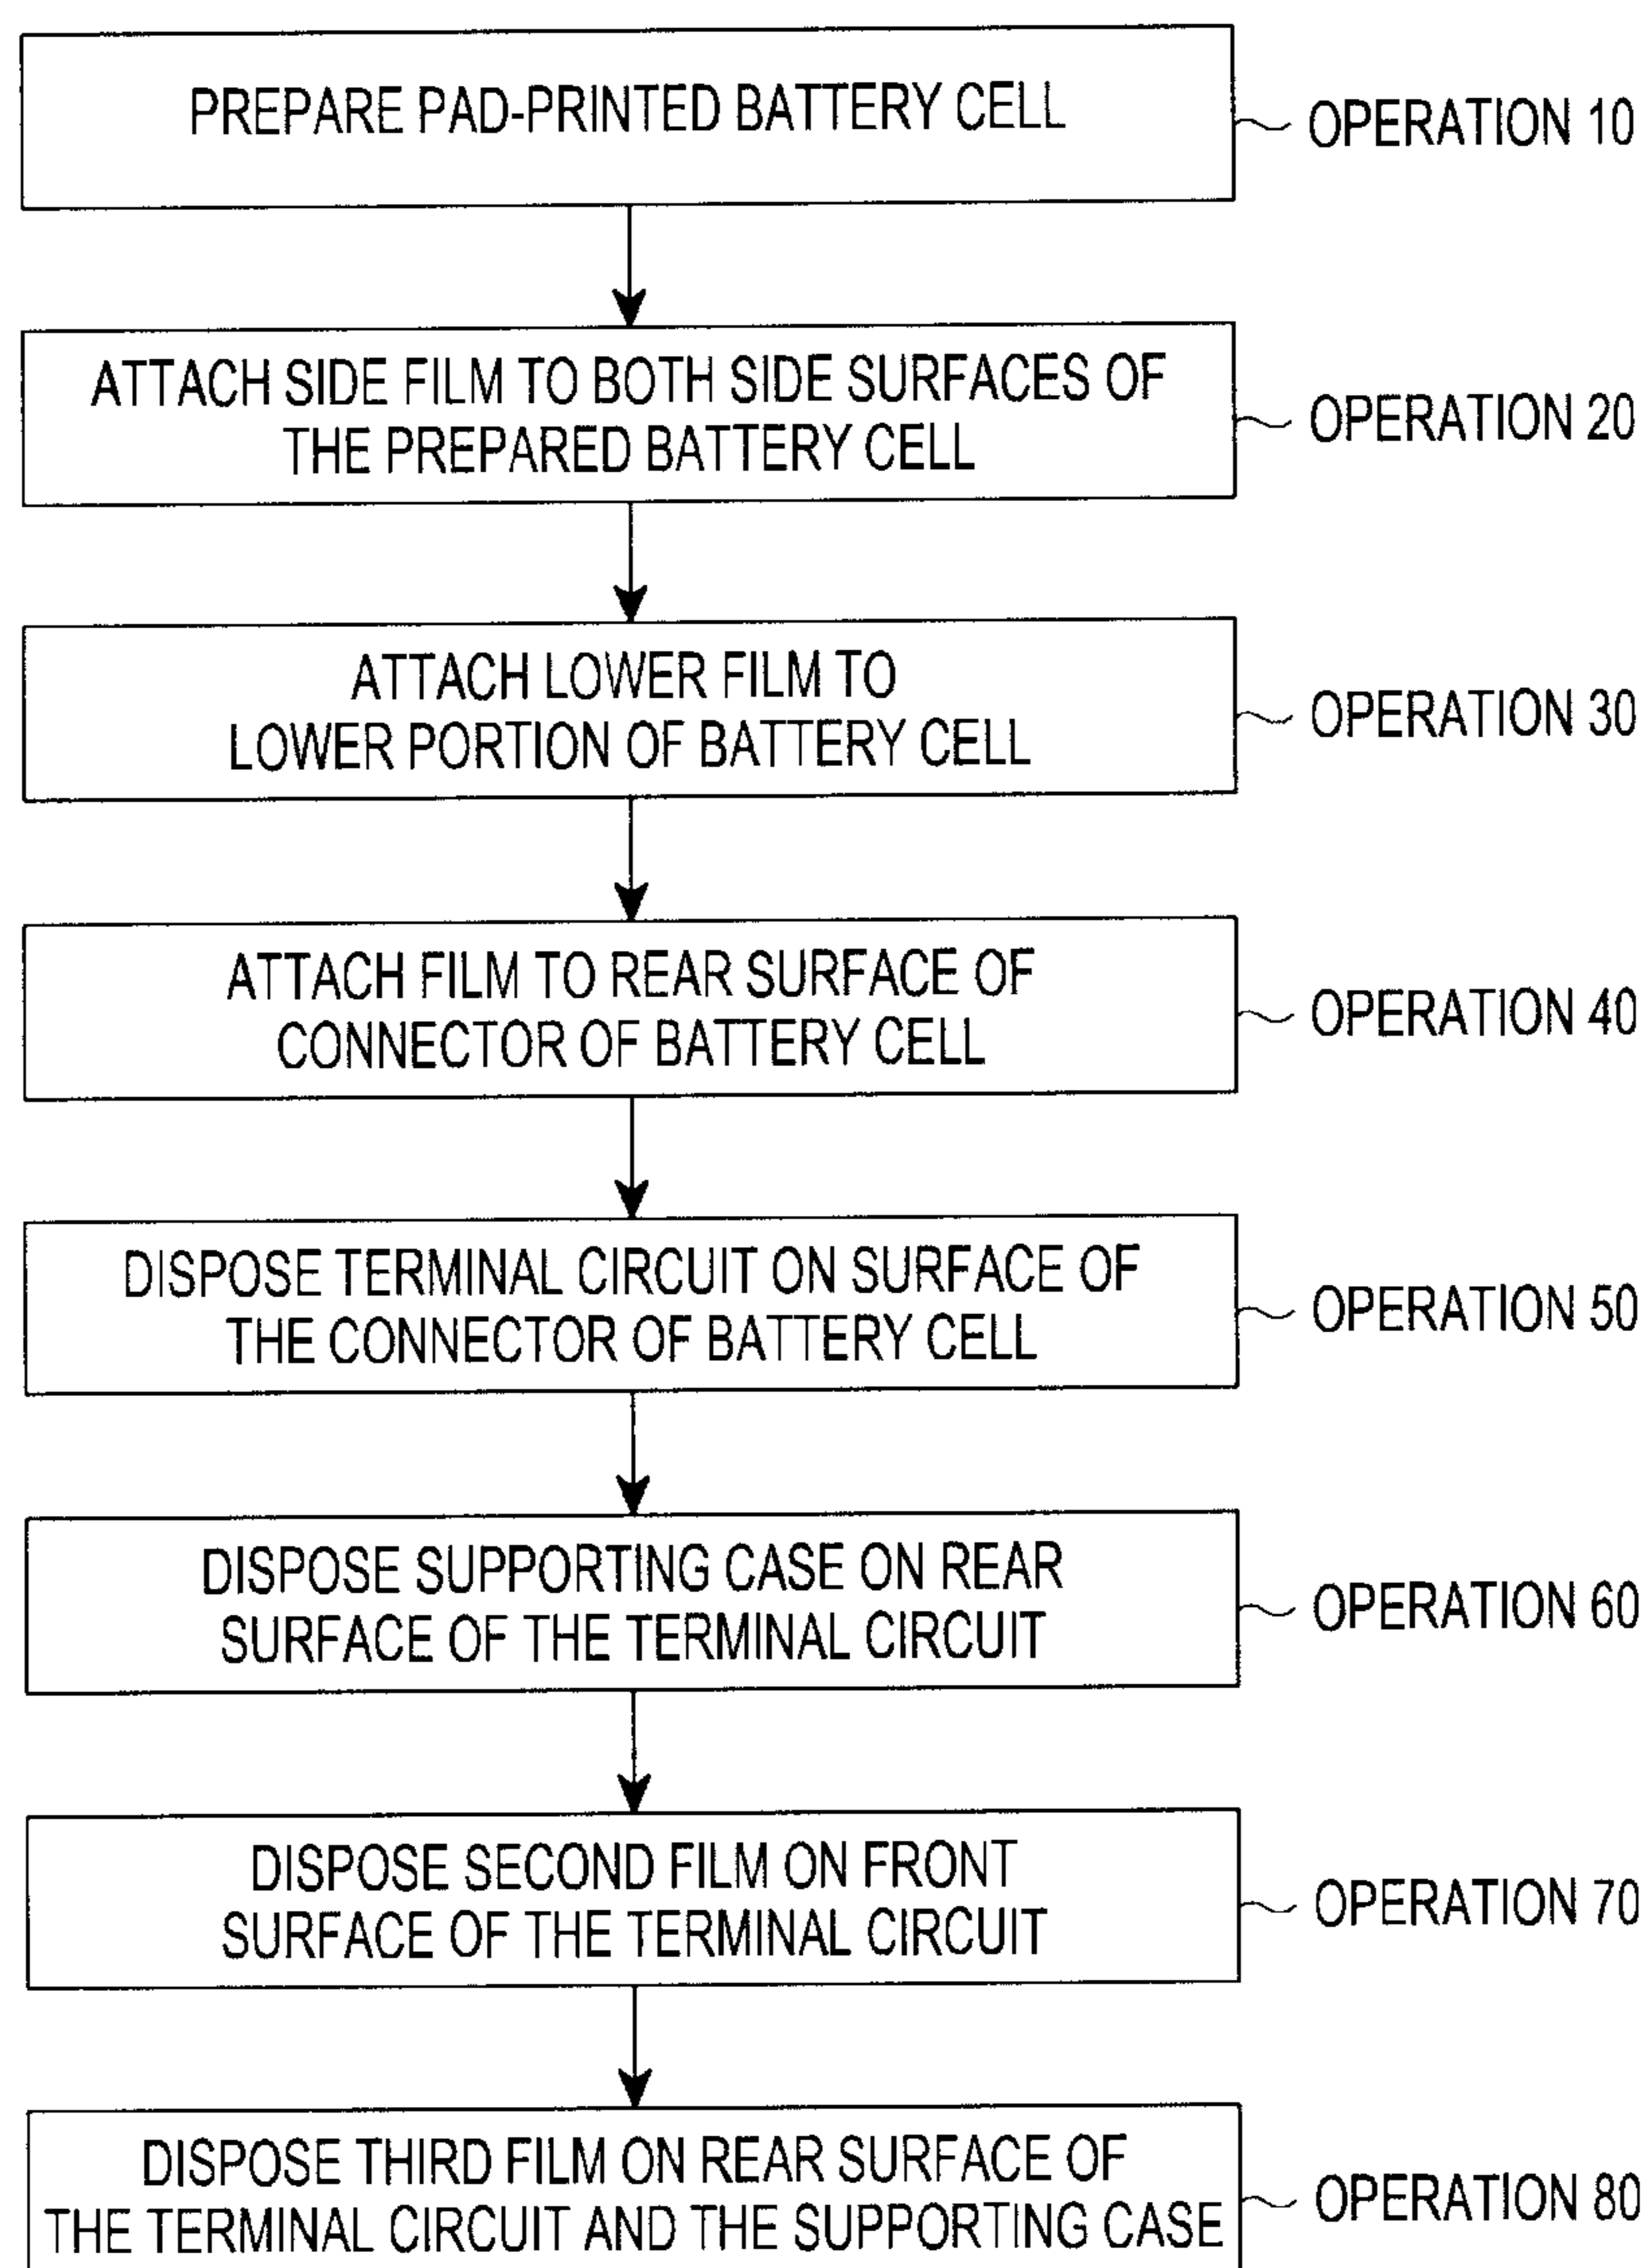 PREPARE PAD-PRINTED BATTERY CELL
OPERATION 10
ATTACH SIDE FILM TO BOTH SIDE SURFACES OF
THE PREPARED BATTERY CELL
OPERATION 20
ATTACH LOWER FILM TO
LOWER PORTION OF BATTERY CELL
OPERATION 30
ATTACH FILM TO REAR SURFACE OF
CONNECTOR OF BATTERY CELL
OPERATION 40
DISPOSE TERMINAL CIRCUIT ON SURFACE OF
THE CONNECTOR OF BATTERY CELL
OPERATION 50
DISPOSE SUPPORTING CASE ON REAR
SURFACE OF THE TERMINAL CIRCUIT
OPERATION 60
DISPOSE SECOND FILM ON FRONT
SURFACE OF THE TERMINAL CIRCUIT
OPERATION 70
DISPOSE THIRD FILM ON REAR SURFACE OF
THE TERMINAL CIRCUIT AND THE SUPPORTING CASE
OPERATION 80